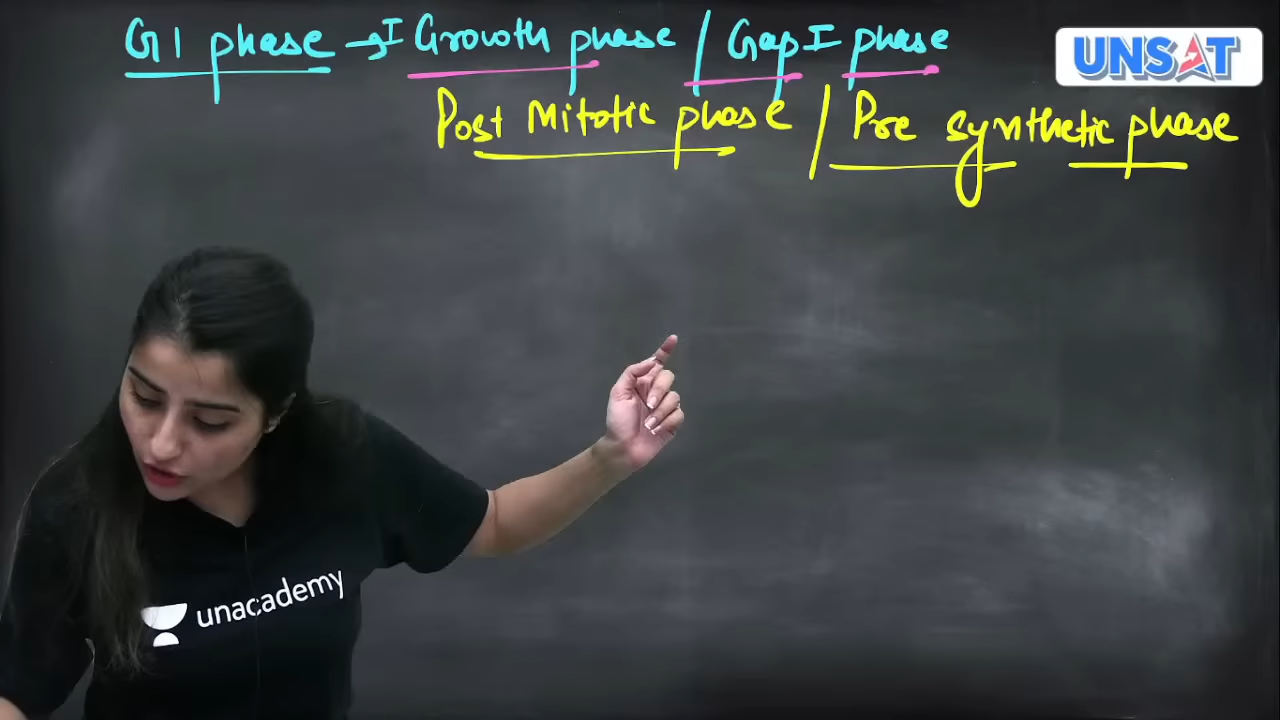 G1 phase → I Growth phase / Gap I phase
Post Mitotic phase / Pre synthetic phase
UNSAT
unacademy